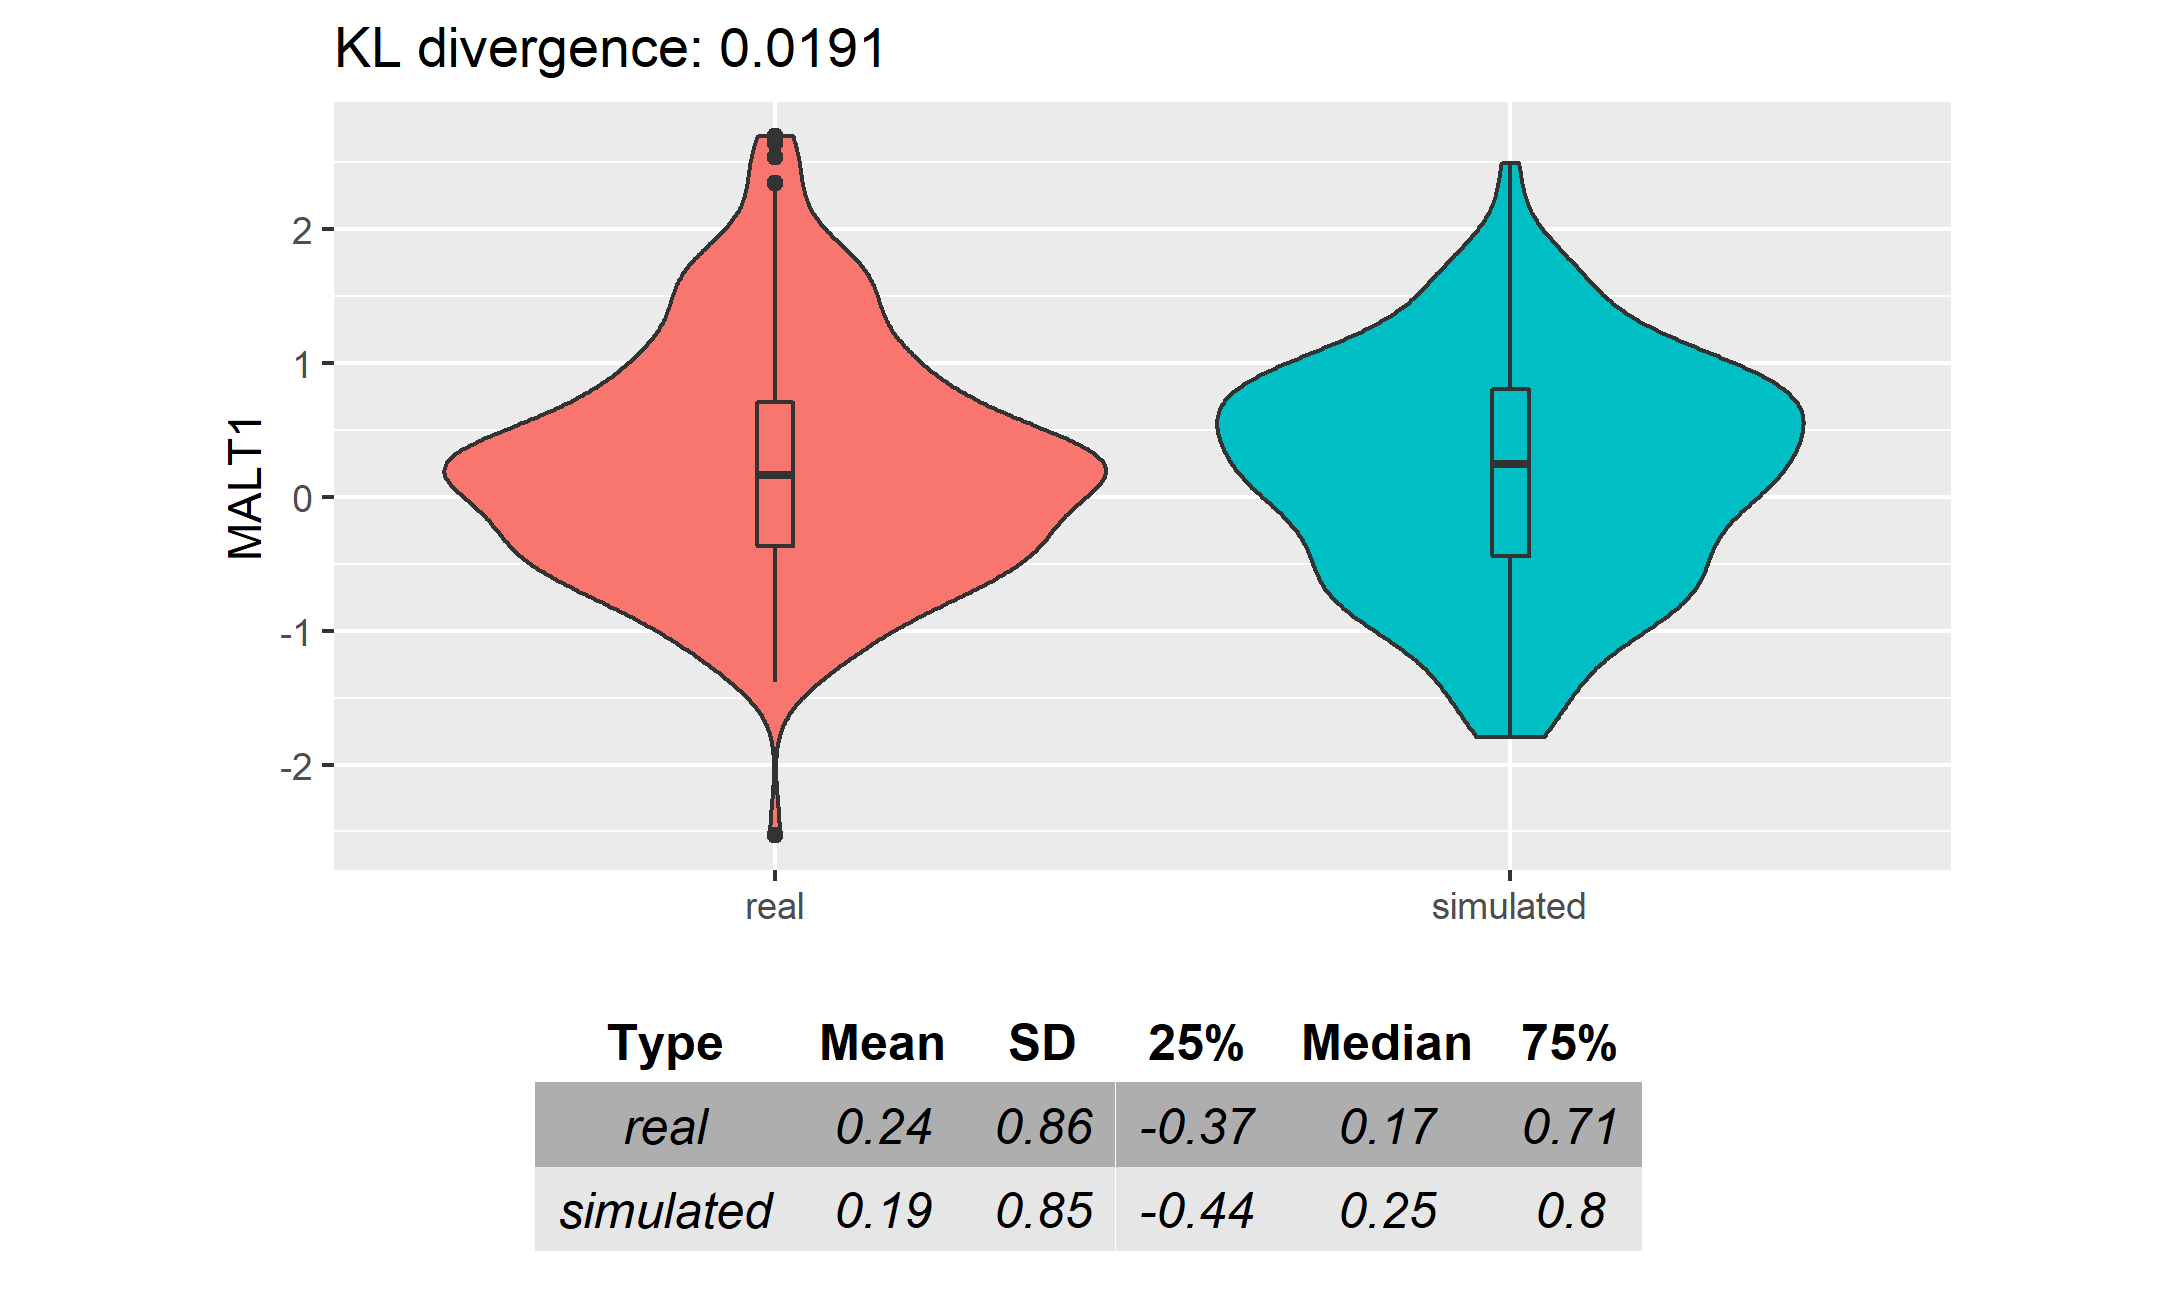 KL divergence: 0.0191
MALT1
2
1
0
-1
-2
real simulated
Type Mean SD 25% Median 75%
real 0.24 0.86 -0.37 0.17 0.71
simulated 0.19 0.85 -0.44 0.25 0.8